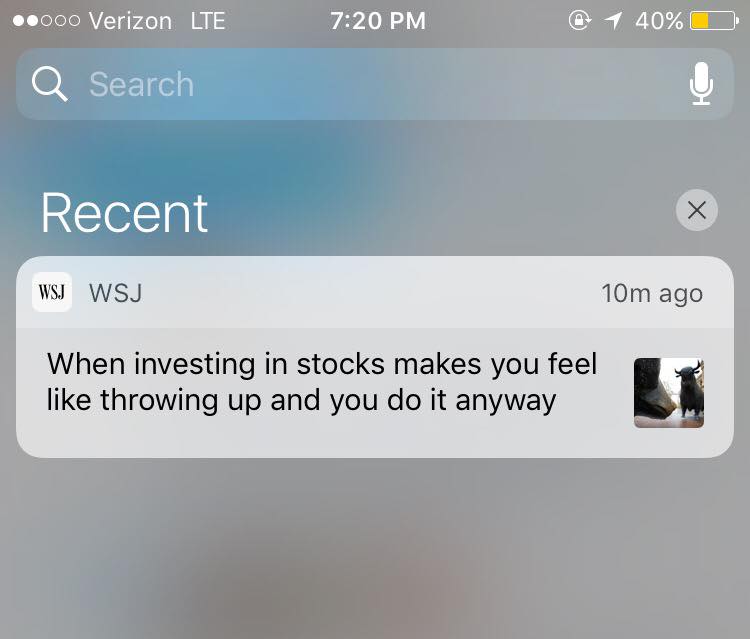 Verizon LTE 7:20 PM 40%
Search
Recent
WSJ WSJ 10m ago
When investing in stocks makes you feel
like throwing up and you do it anyway